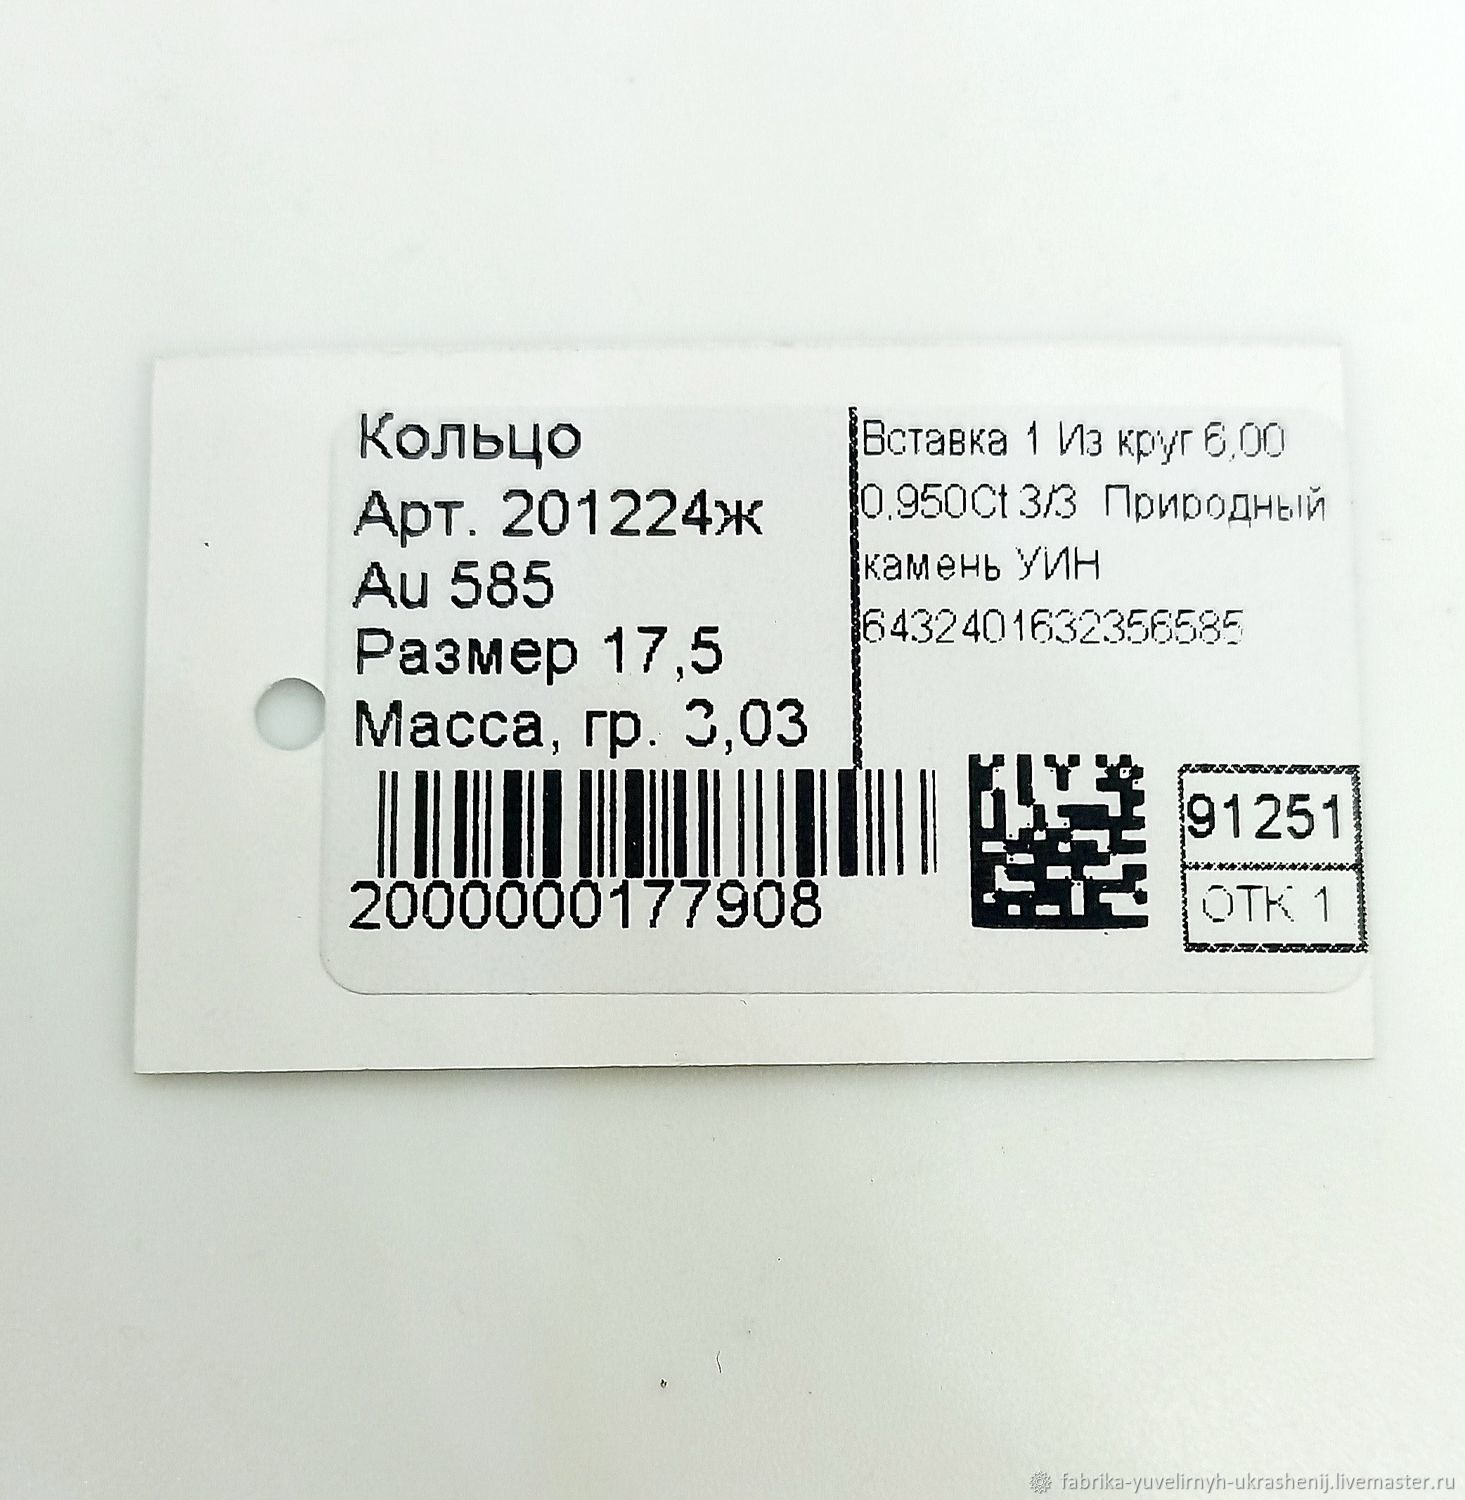 Кольцо
Арт. 201224ж
Au 585
Размер 17,5
Масса, гр. 3,03
2000000177908
Вставка 1 Из круг 6,00
0,950Ct 3/3 Природный
камень УИН
6432401632356585
91251
ОТК 1
fabrika-yuvelirnyh-ukrashenij.livemaster.ru